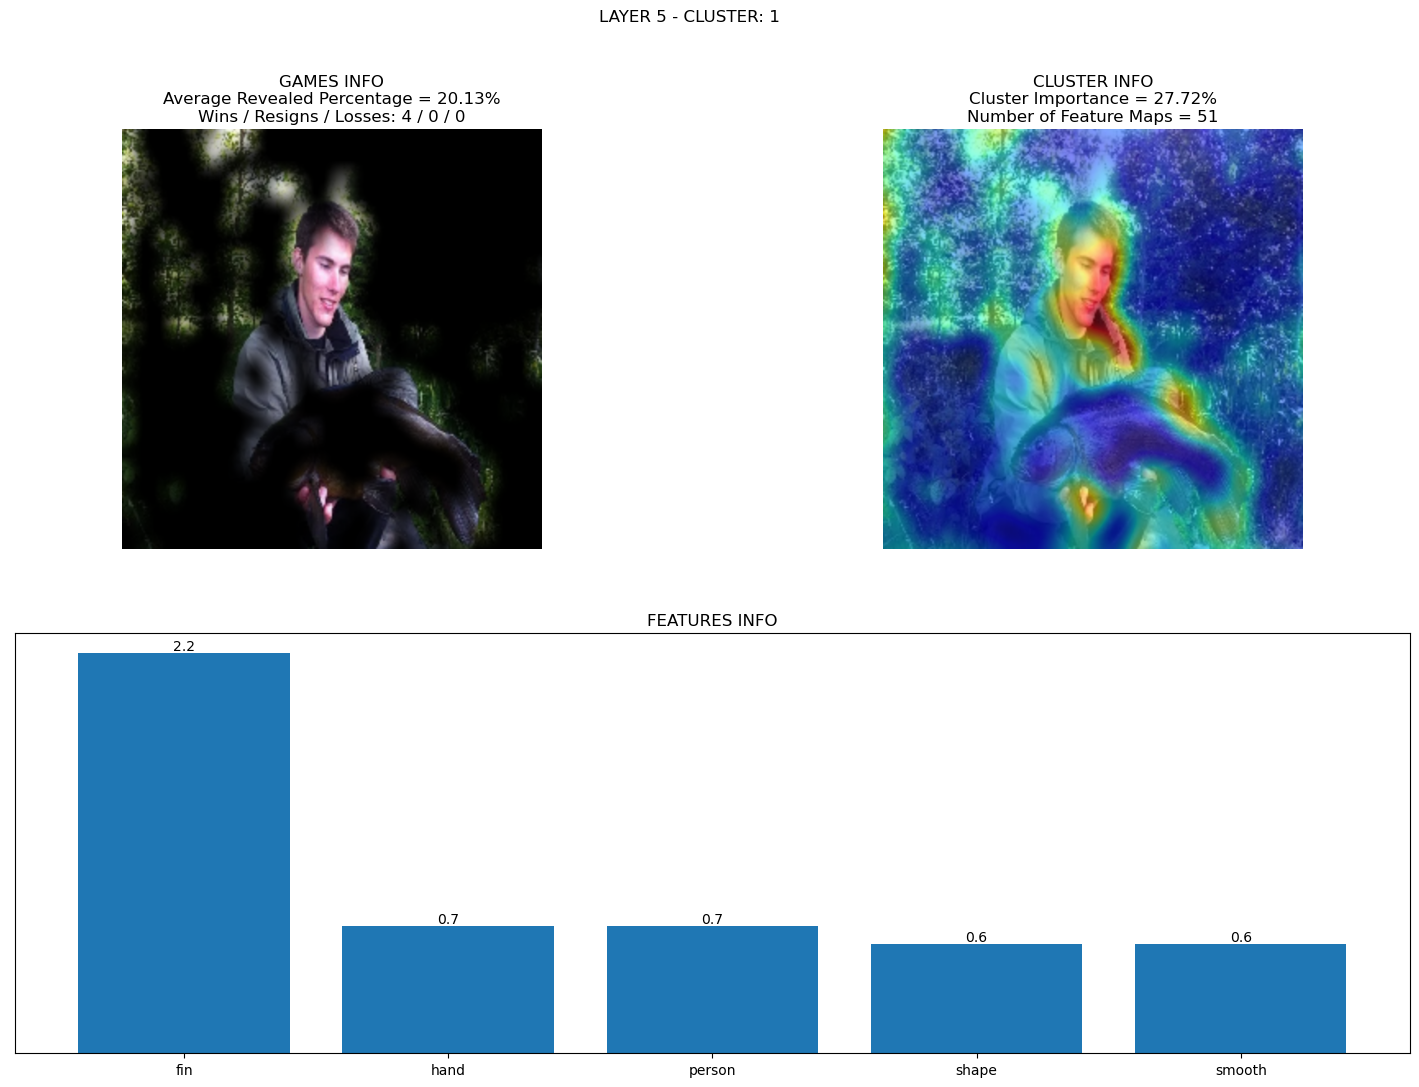 LAYER 5 - CLUSTER: 1
GAMES INFO
Average Revealed Percentage = 20.13%
Wins / Resigns / Losses: 4 / 0 / 0
CLUSTER INFO
Cluster Importance = 27.72%
Number of Feature Maps = 51
FEATURES INFO
2.2
0.7
0.7
0.6
0.6
fin
hand
person
shape
smooth